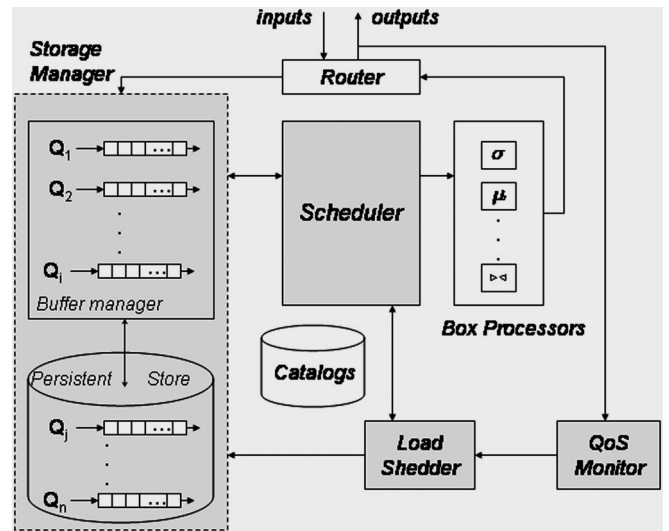 inputs outputs
Storage
Manager
Router
Q1
Q2
Qi
Buffer manager
Scheduler
σ
μ
⋈
Box Processors
Persistent Store
Qj
Qn
Catalogs
Load
Shedder
QoS
Monitor